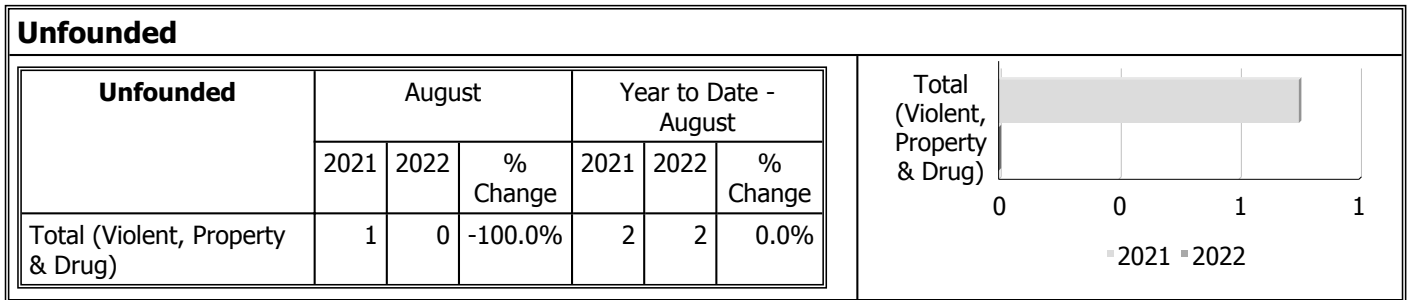 Unfounded
Unfounded August Year to Date -
August
2021 2022 % 2021 2022 %
Change Change
Total (Violent, Property 1 0 -100.0% 2 2 0.0%
& Drug)
Total
(Violent,
Property
& Drug)
0 0 1 1
2021 2022